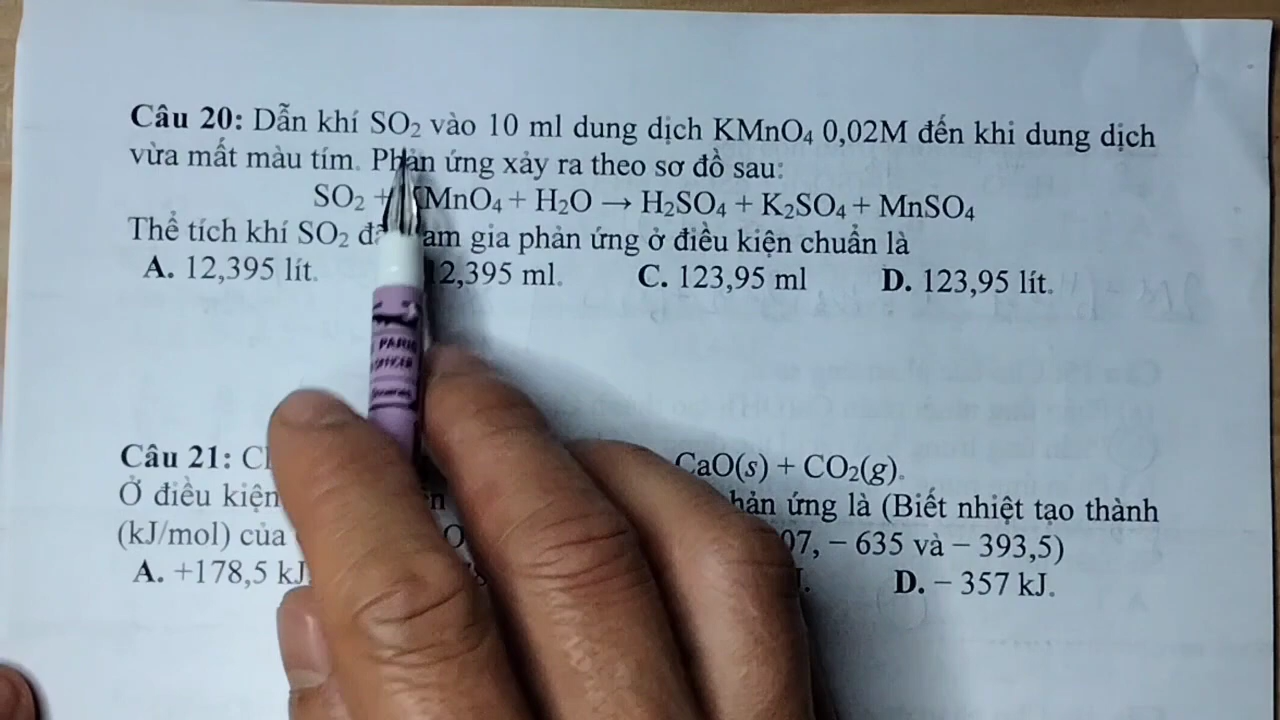 Câu 20: Dẫn khí SO₂ vào 10 ml dung dịch KMnO₄ 0,02M đến khi dung dịch
vừa mất màu tím. Phản ứng xảy ra theo sơ đồ sau:
SO₂ + MnO₄ + H₂O → H₂SO₄ + K₂SO₄ + MnSO₄
Thể tích khí SO₂ gia phản ứng ở điều kiện chuẩn là
A. 12,395 lít. 12,395 ml. C. 123,95 ml D. 123,95 lít.
Câu 21: CaO(s) + CO₂(g).
Ở điều kiện ứng là (Biết nhiệt tạo thành
(kJ/mol) của − 635 và − 393,5)
A. +178,5 kJ D. − 357 kJ.
PARIS